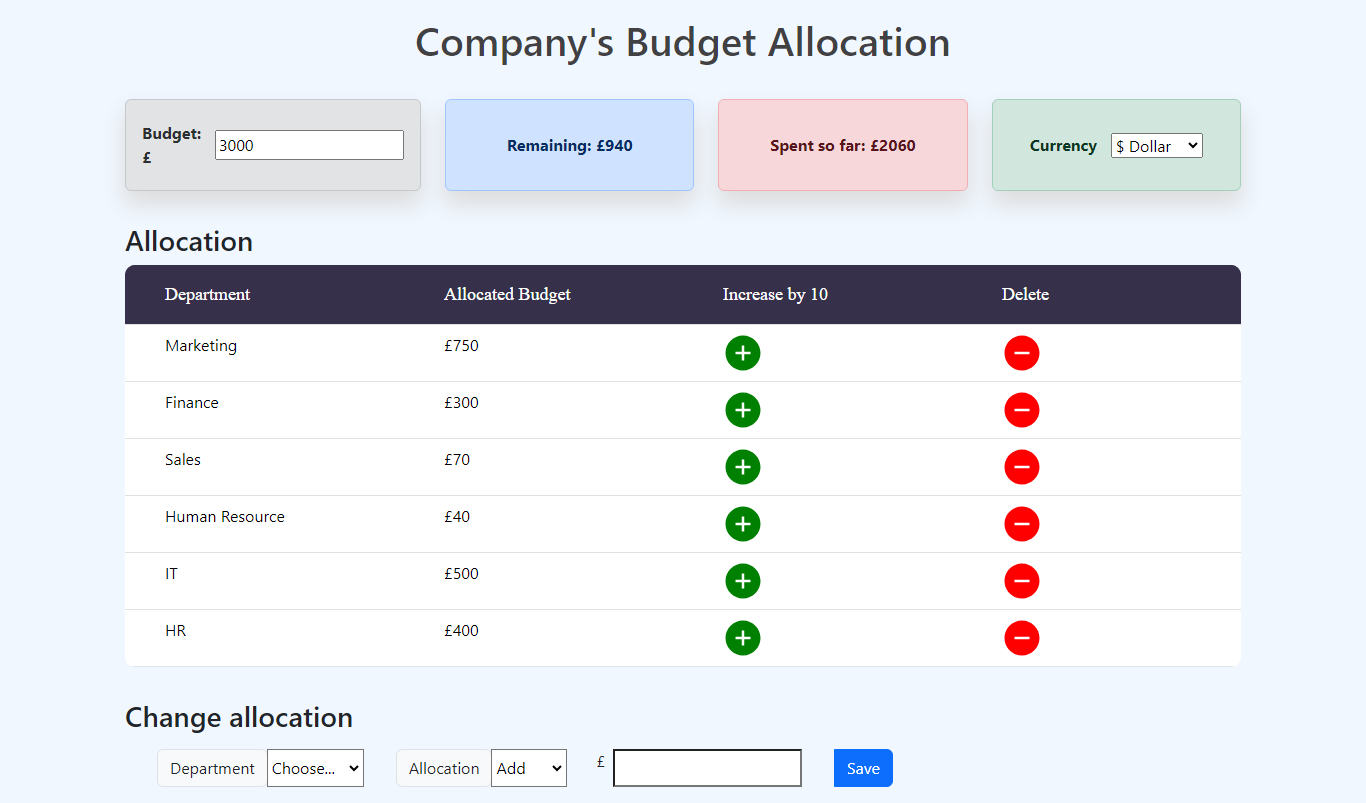 Company's Budget Allocation
Budget: £ 3000
Remaining: £940
Spent so far: £2060
Currency $ Dollar
Allocation
Department Allocated Budget Increase by 10 Delete
Marketing £750
Finance £300
Sales £70
Human Resource £40
IT £500
HR £400
Change allocation
Department Choose... Allocation Add £ Save